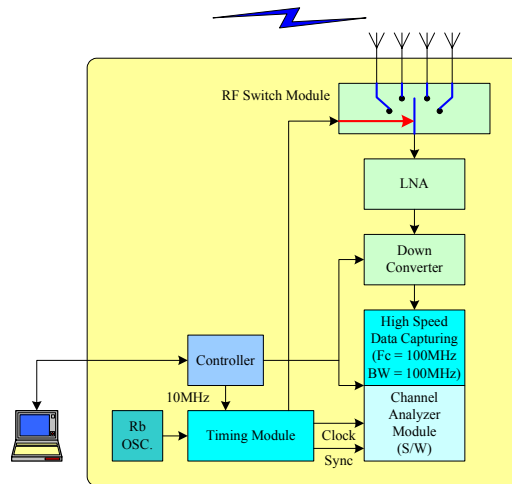 RF Switch Module
LNA
Down
Converter
High Speed
Data Capturing
(Fc = 100MHz
BW = 100MHz)
Controller
10MHz
Channel
Analyzer
Module
(S/W)
Rb
OSC.
Timing Module
Clock
Sync